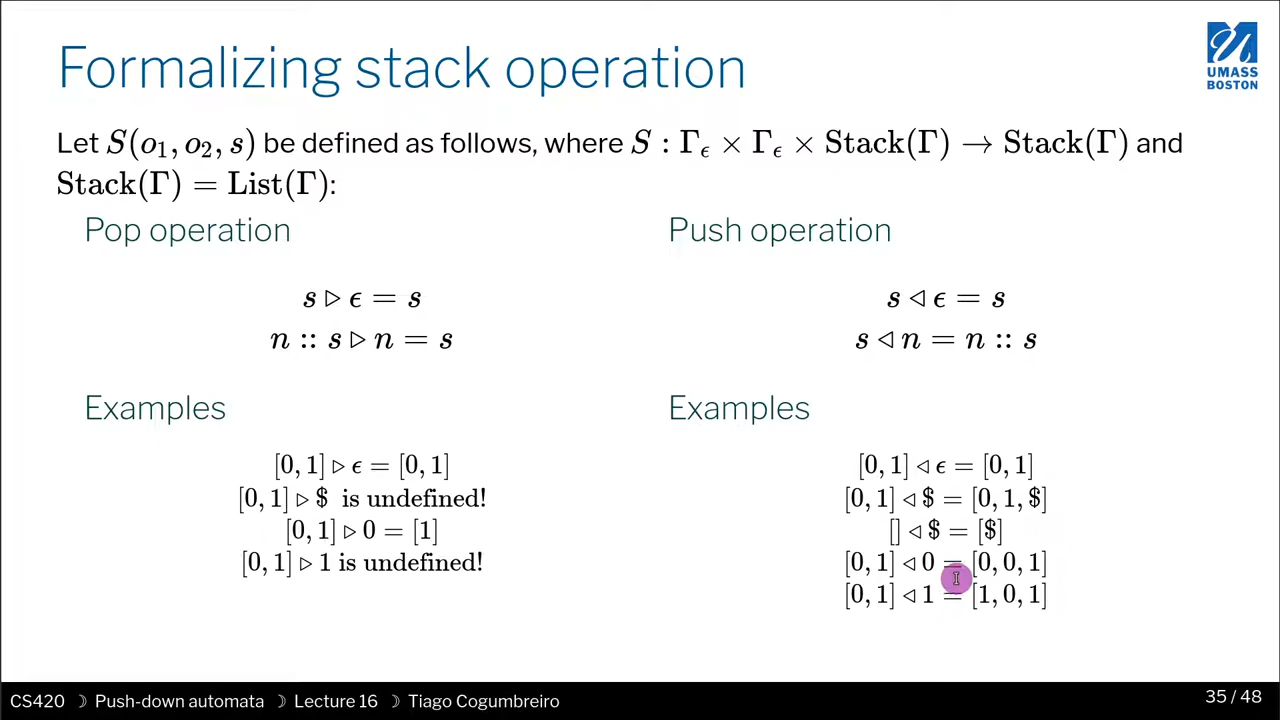 Formalizing stack operation
UMASS
BOSTON
Let S(o₁, o₂, s) be defined as follows, where S : Γ_ϵ × Γ_ϵ × Stack(Γ) → Stack(Γ) and
Stack(Γ) = List(Γ):
Pop operation
s ▷ ϵ = s
n :: s ▷ n = s
Examples
[0, 1] ▷ ϵ = [0, 1]
[0, 1] ▷ $ is undefined!
[0, 1] ▷ 0 = [1]
[0, 1] ▷ 1 is undefined!
Push operation
s ◁ ϵ = s
s ◁ n = n :: s
Examples
[0, 1] ◁ ϵ = [0, 1]
[0, 1] ◁ $ = [0, 1, $]
[] ◁ $ = [$]
[0, 1] ◁ 0 = [0, 0, 1]
[0, 1] ◁ 1 = [1, 0, 1]
CS420 ☽ Push-down automata ☽ Lecture 16 ☽ Tiago Cogumbreiro
35 / 48